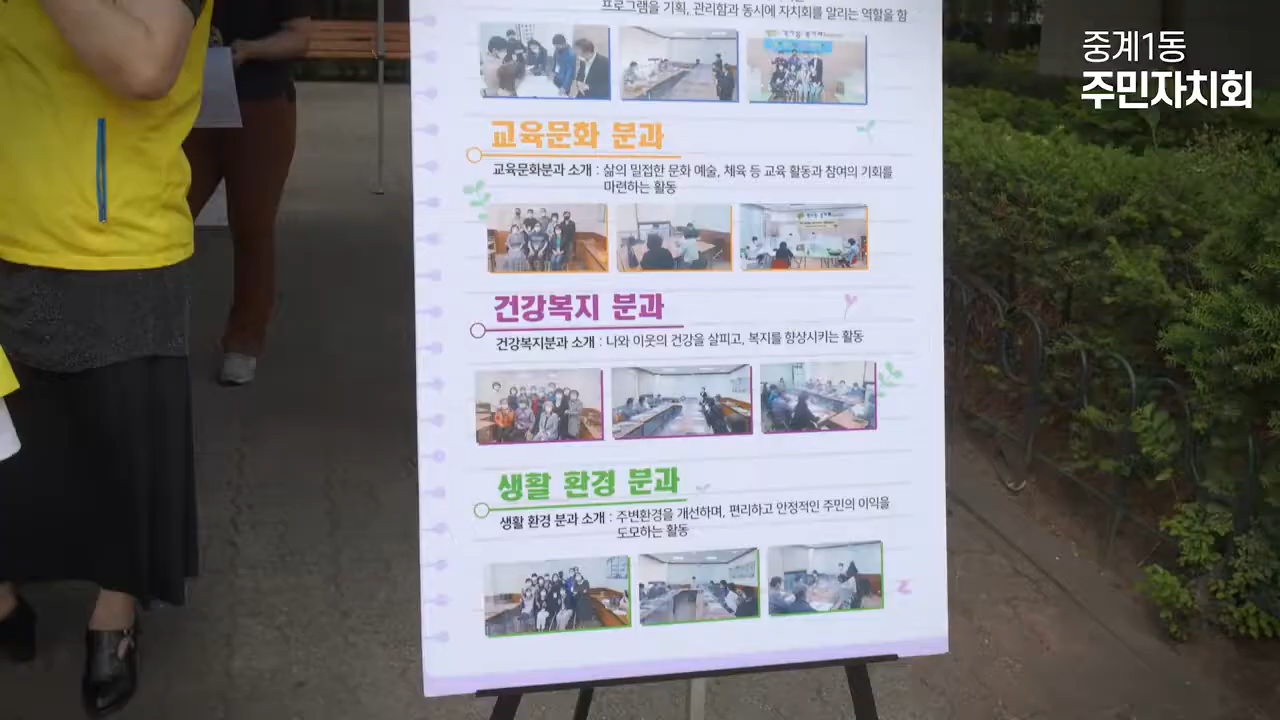 프로그램을 기획, 관리함과 동시에 자치회를 알리는 역할을 함
중계1동
주민자치회
교육문화 분과
교육문화분과 소개 : 삶의 밀접한 문화 예술, 체육 등 교육 활동과 참여의 기회를
마련하는 활동
건강복지 분과
건강복지분과 소개 : 나와 이웃의 건강을 살피고, 복지를 향상시키는 활동
생활 환경 분과
생활 환경 분과 소개 : 주변환경을 개선하며, 편리하고 안정적인 주민의 이익을
도모하는 활동